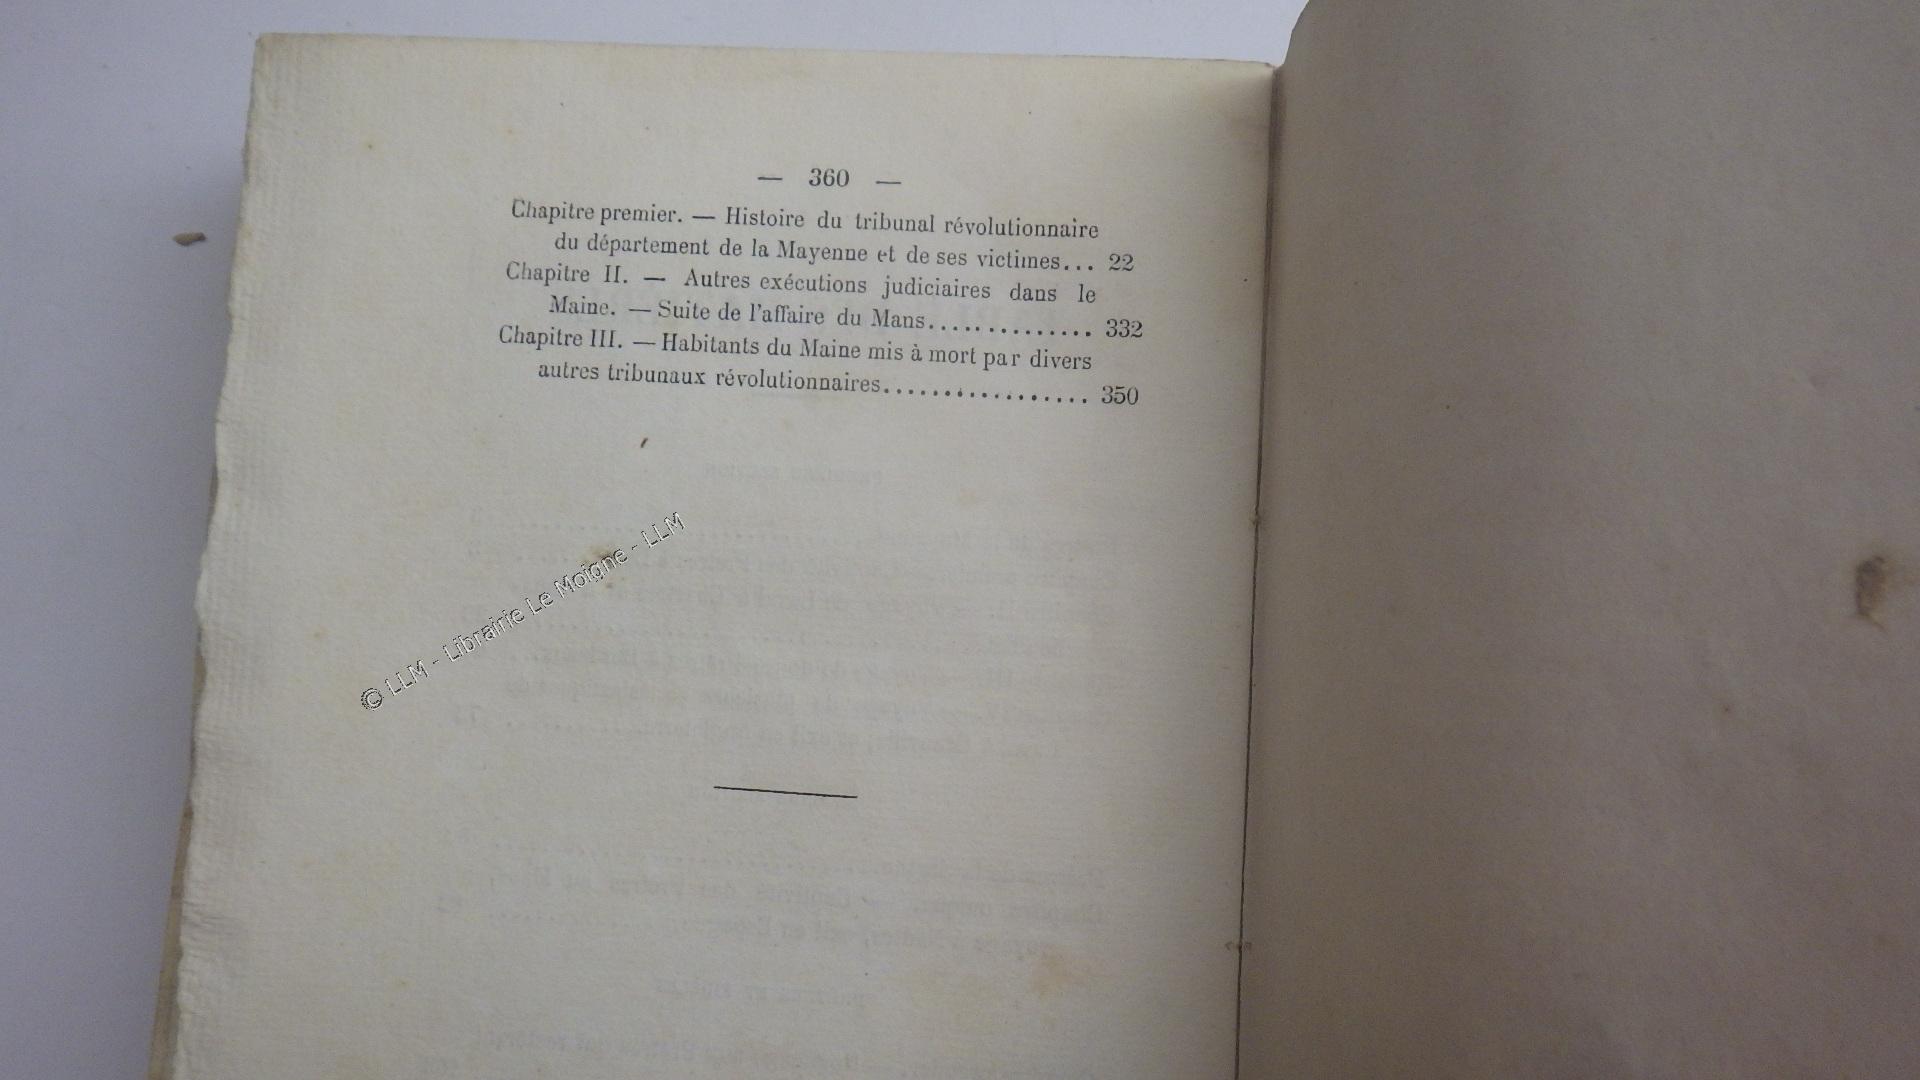 — 360 —
Chapitre premier. — Histoire du tribunal révolutionnaire
du département de la Mayenne et de ses victimes... 22
Chapitre II. — Autres exécutions judiciaires dans le
Maine. — Suite de l'affaire du Mans.............. 332
Chapitre III. — Habitants du Maine mis à mort par divers
autres tribunaux révolutionnaires................. 350
© LLM - Librairie Le Moigne - LLM